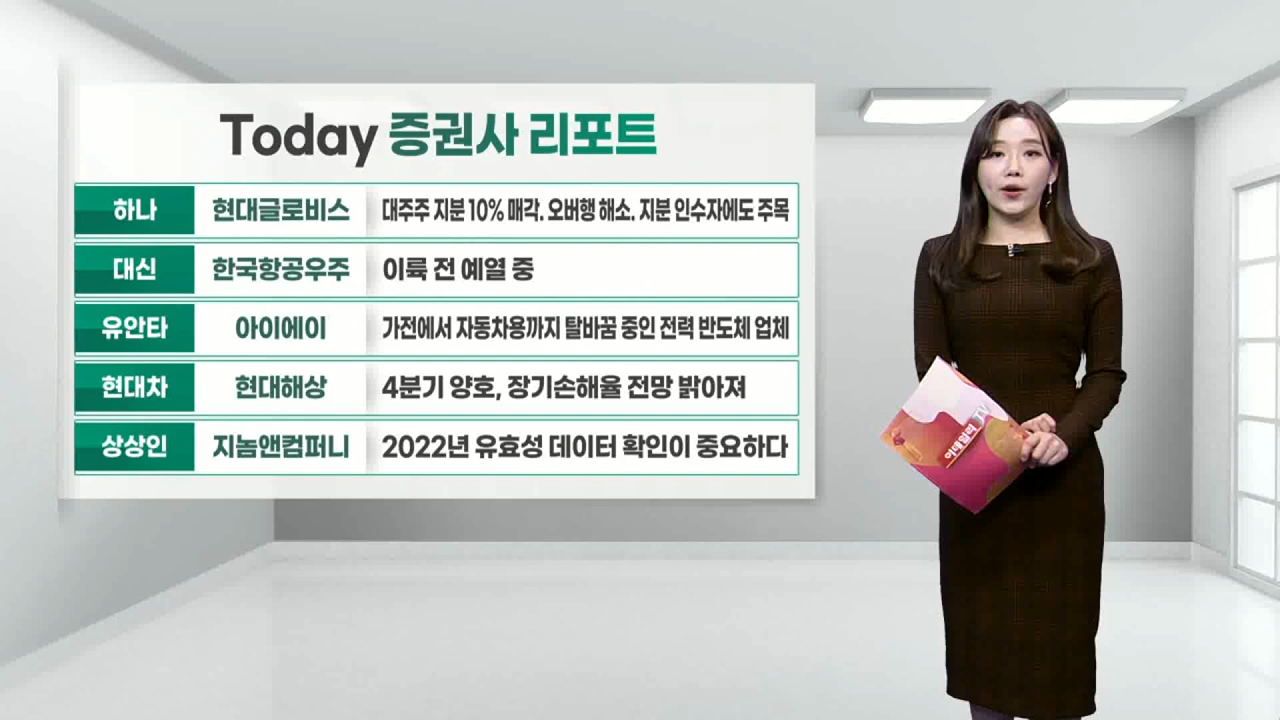 Today 증권사 리포트
하나 현대글로비스 대주주 지분 10% 매각. 오버행 해소. 지분 인수자에도 주목
대신 한국항공우주 이륙 전 예열 중
유안타 아이에이 가전에서 자동차용까지 탈바꿈 중인 전력 반도체 업체
현대차 현대해상 4분기 양호, 장기손해율 전망 밝아져
상상인 지놈앤컴퍼니 2022년 유효성 데이터 확인이 중요하다